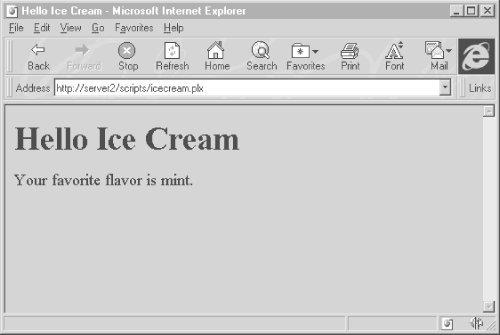 Hello Ice Cream - Microsoft Internet Explorer
File Edit View Go Favorites Help
Back Forward Stop Refresh Home Search Favorites Print Font Mail
Address http://server2/scripts/icecream.plx Links
Hello Ice Cream
Your favorite flavor is mint.